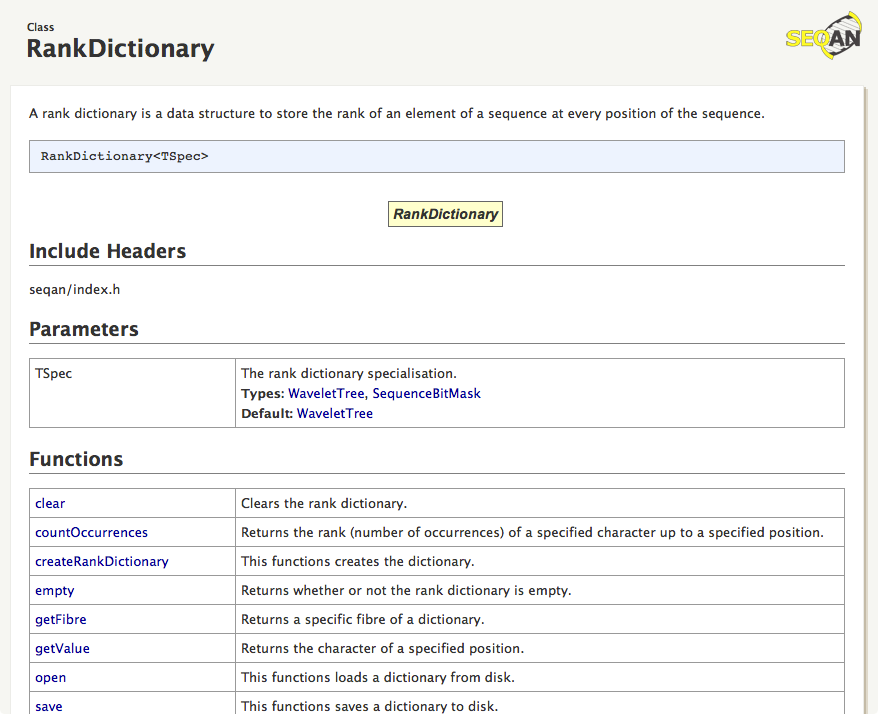 Class
RankDictionary
SEQAN
A rank dictionary is a data structure to store the rank of an element of a sequence at every position of the sequence.
RankDictionary<TSpec>
RankDictionary
Include Headers
seqan/index.h
Parameters
TSpec
The rank dictionary specialisation.
Types: WaveletTree, SequenceBitMask
Default: WaveletTree
Functions
clear Clears the rank dictionary.
countOccurrences Returns the rank (number of occurrences) of a specified character up to a specified position.
createRankDictionary This functions creates the dictionary.
empty Returns whether or not the rank dictionary is empty.
getFibre Returns a specific fibre of a dictionary.
getValue Returns the character of a specified position.
open This functions loads a dictionary from disk.
save This functions saves a dictionary to disk.